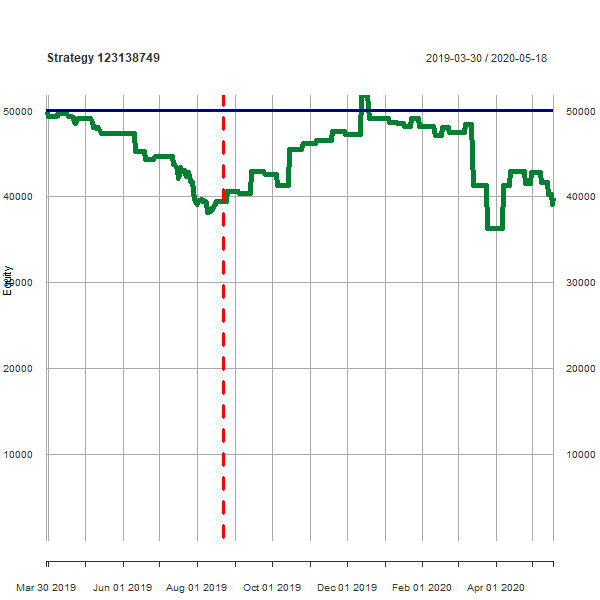 Strategy 123138749
2019-03-30 / 2020-05-18
50000
50000
40000
40000
Equity
30000
30000
20000
20000
10000
10000
Mar 30 2019
Jun 01 2019
Aug 01 2019
Oct 01 2019
Dec 01 2019
Feb 01 2020
Apr 01 2020